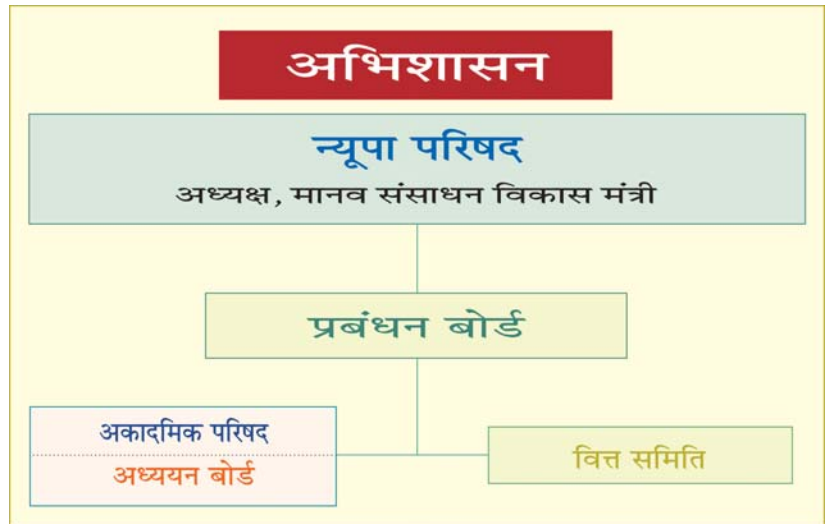 अभिशासन
न्यूपा परिषद
अध्यक्ष, मानव संसाधन विकास मंत्री
प्रबंधन बोर्ड
अकादमिक परिषद
अध्ययन बोर्ड
वित्त समिति